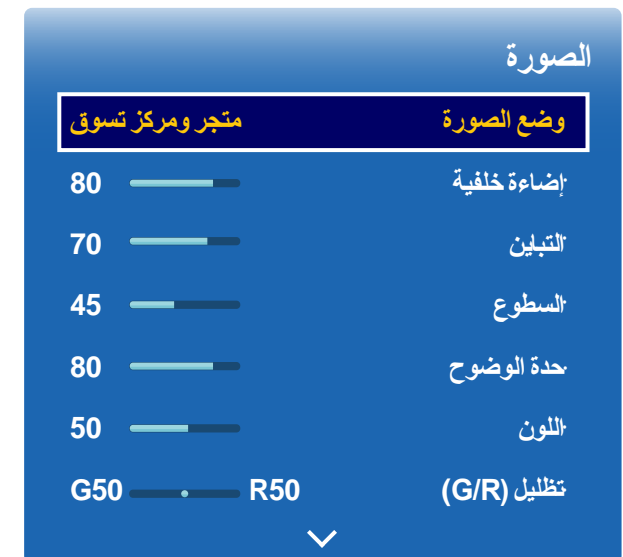 الصورة
وضع الصورة متجر ومركز تسوق
إضاءة خلفية 80
التباين 70
السطوع 45
حدة الوضوح 80
اللون 50
تظليل (G/R) R50 G50